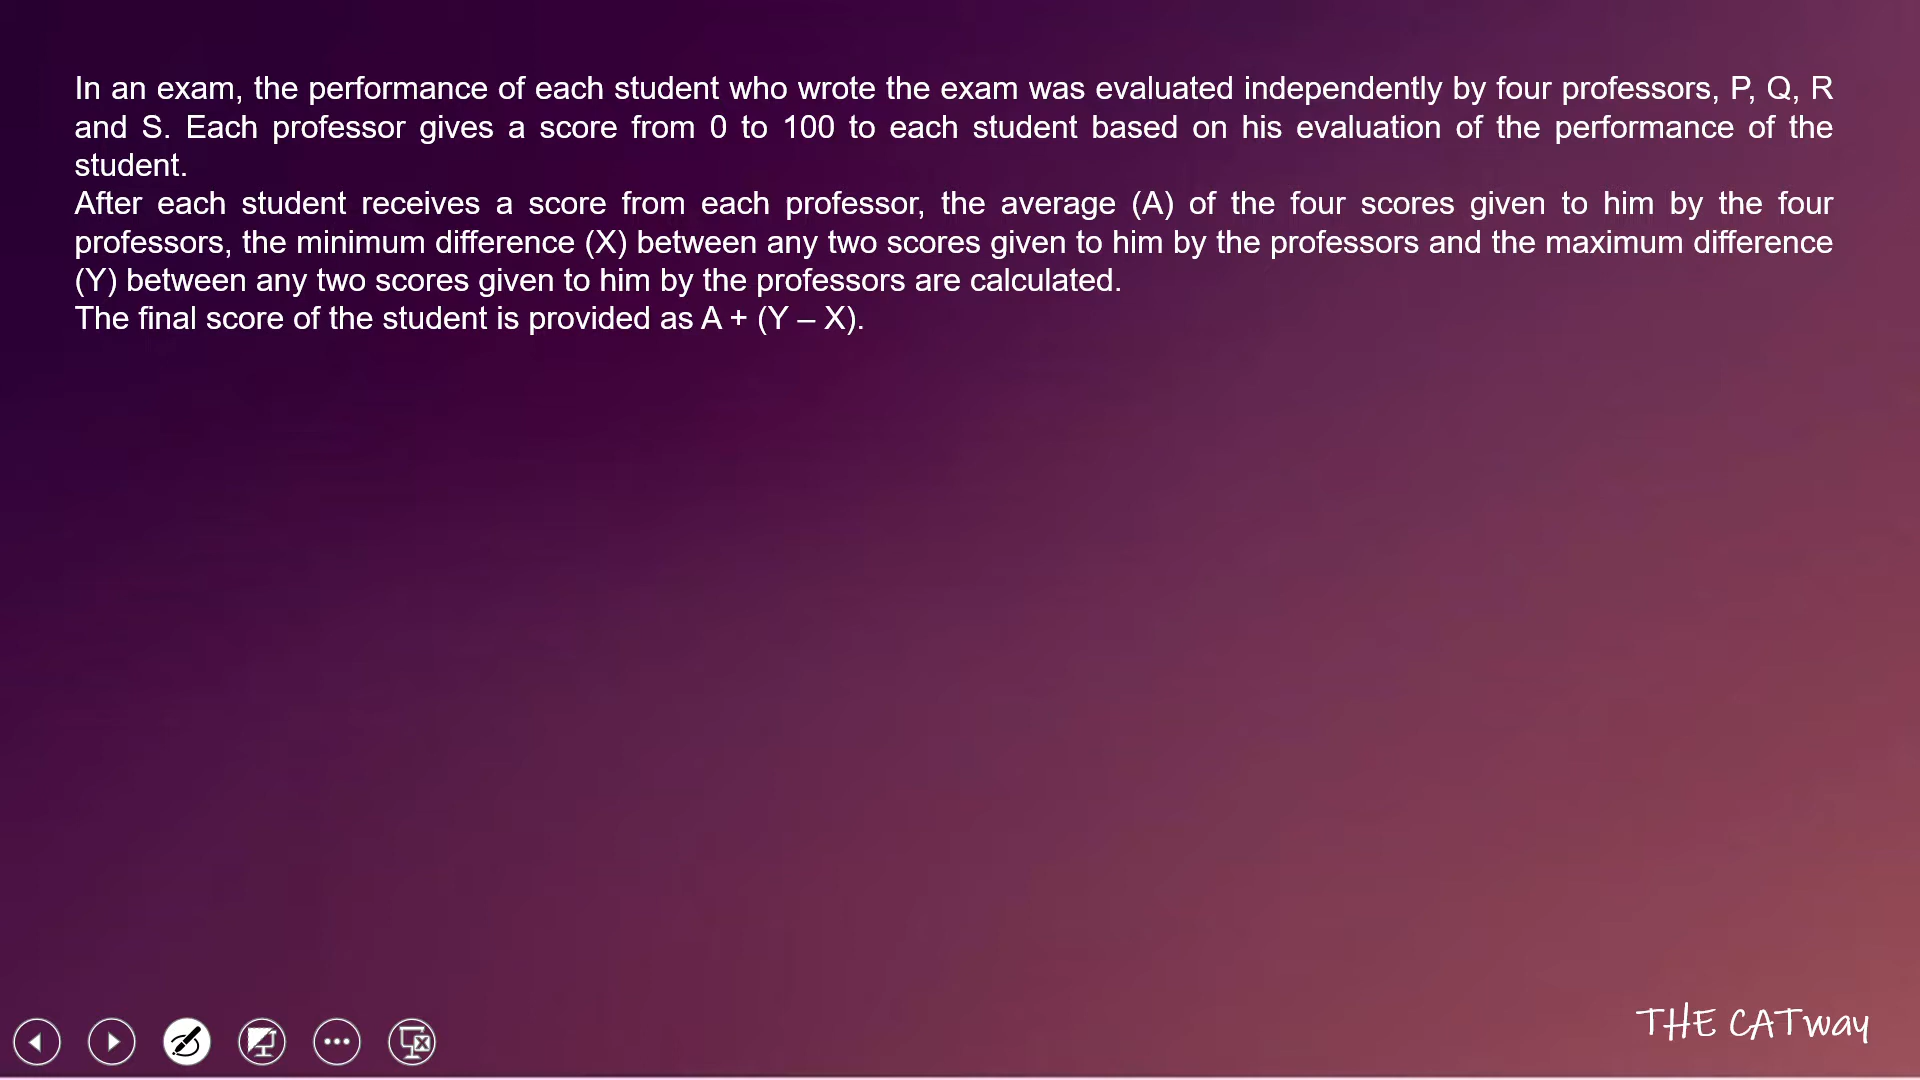 In an exam, the performance of each student who wrote the exam was evaluated independently by four professors, P, Q, R
and S. Each professor gives a score from 0 to 100 to each student based on his evaluation of the performance of the
student.
After each student receives a score from each professor, the average (A) of the four scores given to him by the four
professors, the minimum difference (X) between any two scores given to him by the professors and the maximum difference
(Y) between any two scores given to him by the professors are calculated.
The final score of the student is provided as A + (Y – X).
THE CATway